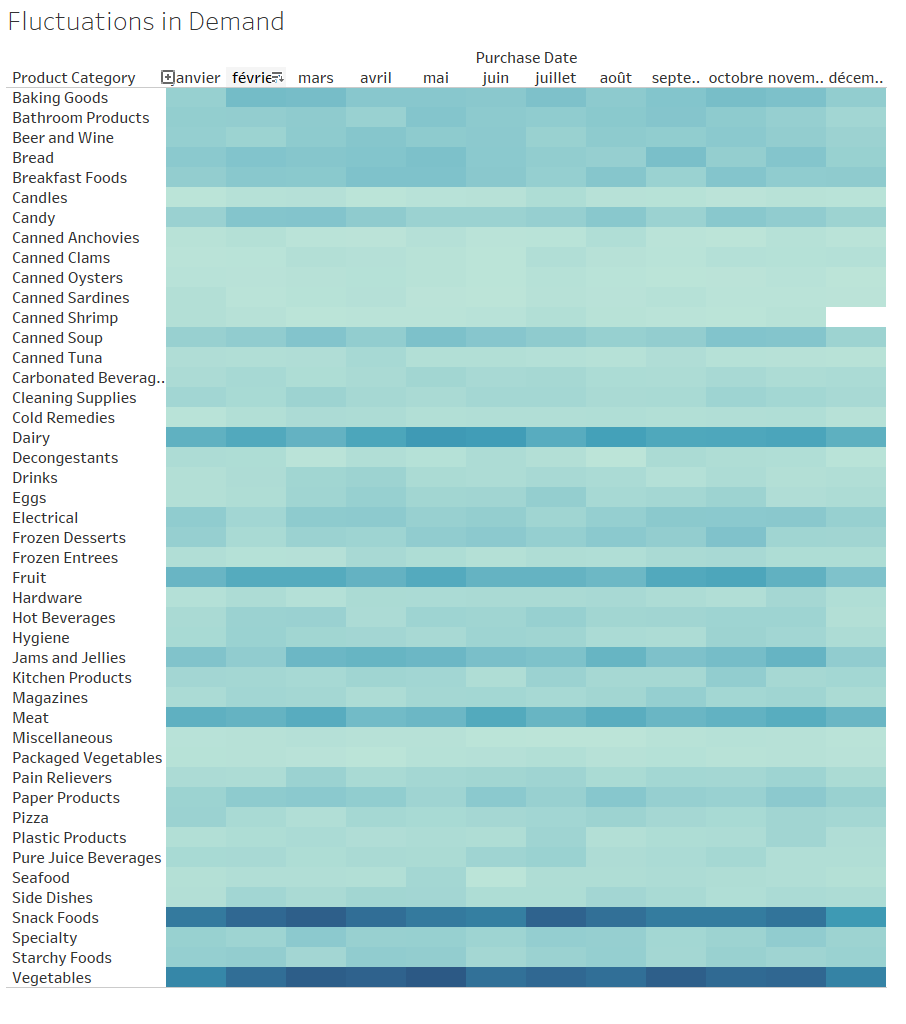 Fluctuations in Demand
Purchase Date
Product Category anvier févrie mars avril mai juin juillet août septe.. octobre novem.. décem..
Baking Goods
Bathroom Products
Beer and Wine
Bread
Breakfast Foods
Candles
Candy
Canned Anchovies
Canned Clams
Canned Oysters
Canned Sardines
Canned Shrimp
Canned Soup
Canned Tuna
Carbonated Beverag..
Cleaning Supplies
Cold Remedies
Dairy
Decongestants
Drinks
Eggs
Electrical
Frozen Desserts
Frozen Entrees
Fruit
Hardware
Hot Beverages
Hygiene
Jams and Jellies
Kitchen Products
Magazines
Meat
Miscellaneous
Packaged Vegetables
Pain Relievers
Paper Products
Pizza
Plastic Products
Pure Juice Beverages
Seafood
Side Dishes
Snack Foods
Specialty
Starchy Foods
Vegetables